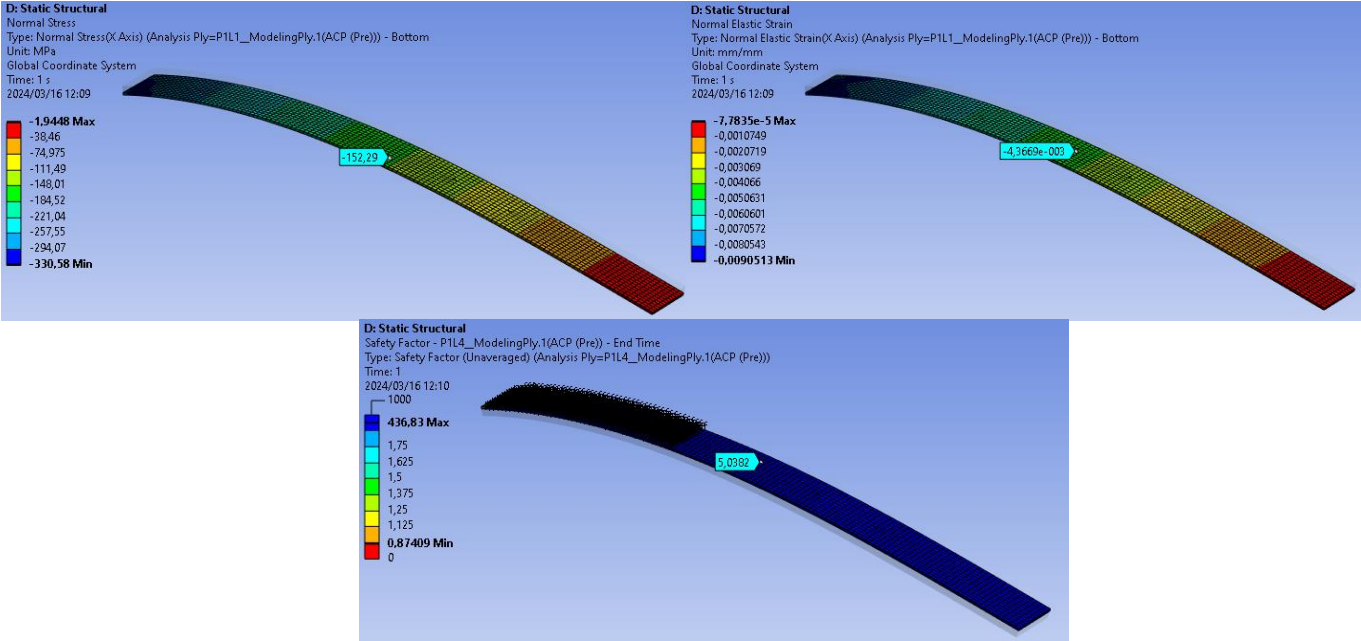 D: Static Structural
Normal Stress
Type: Normal Stress(X Axis) (Analysis Ply=P1L1__ModelingPly.1(ACP (Pre))) - Bottom
Unit: MPa
Global Coordinate System
Time: 1 s
2024/03/16 12:09
-1,9448 Max
-38,46
-74,975
-111,49
-148,01
-184,52
-221,04
-257,55
-294,07
-330,58 Min
-152,29
D: Static Structural
Normal Elastic Strain
Type: Normal Elastic Strain(X Axis) (Analysis Ply=P1L1__ModelingPly.1(ACP (Pre))) - Bottom
Unit: mm/mm
Global Coordinate System
Time: 1 s
2024/03/16 12:09
-7,7835e-5 Max
-0,0010749
-0,0020719
-0,003069
-0,004066
-0,0050631
-0,0060601
-0,0070572
-0,0080543
-0,0090513 Min
-4,3669e-003
D: Static Structural
Safety Factor - P1L4__ModelingPly.1(ACP (Pre)) - End Time
Type: Safety Factor (Unaveraged) (Analysis Ply=P1L4__ModelingPly.1(ACP (Pre)))
Time: 1
2024/03/16 12:10
1000
436,83 Max
1,75
1,625
1,5
1,375
1,25
1,125
0,87409 Min
0
5,0382